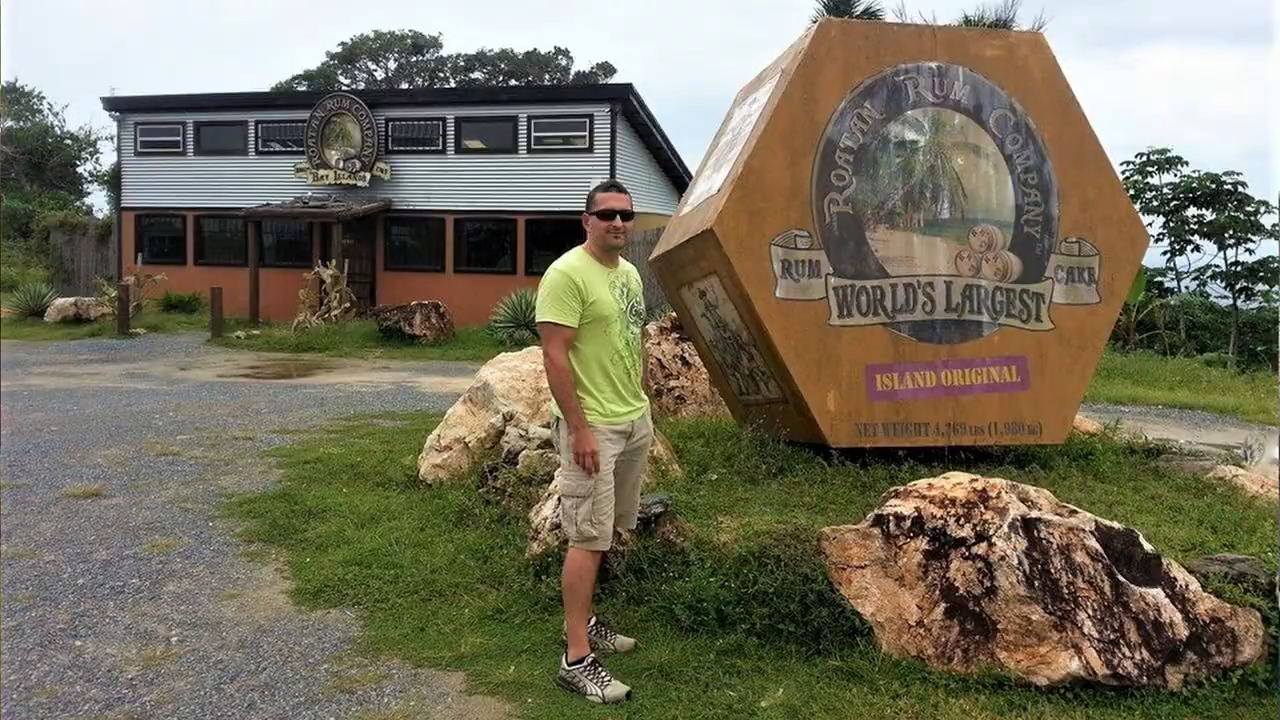 ROATAN RUM COMPANY
BAY ISLANDS
ROATAN RUM COMPANY
RUM
CAKE
WORLD'S LARGEST
ISLAND ORIGINAL
NET WEIGHT 4,369 LBS (1,980 KG)